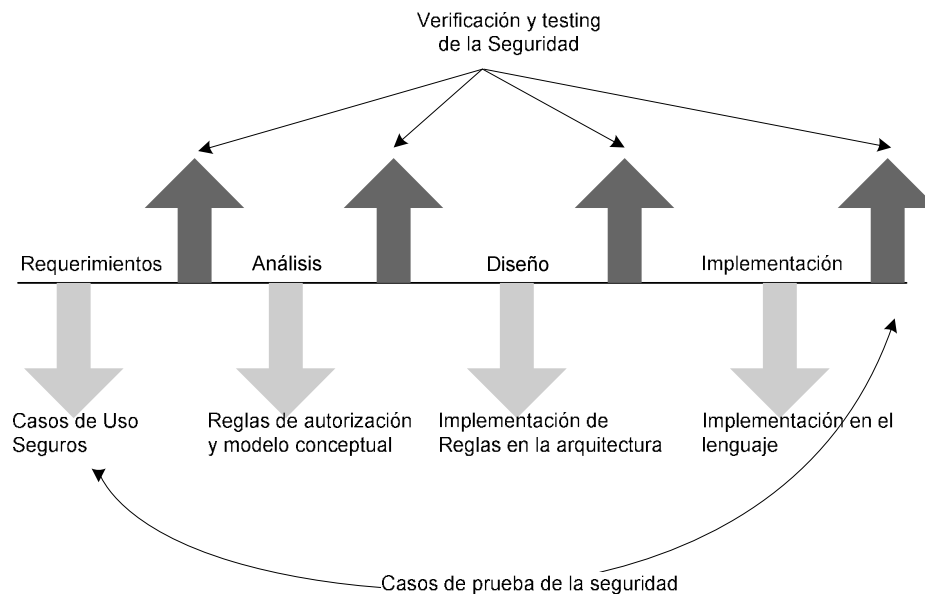 Verificación y testing
de la Seguridad
Requerimientos
Análisis
Diseño
Implementación
Casos de Uso
Seguros
Reglas de autorización
y modelo conceptual
Implementación de
Reglas en la arquitectura
Implementación en el
lenguaje
Casos de prueba de la seguridad